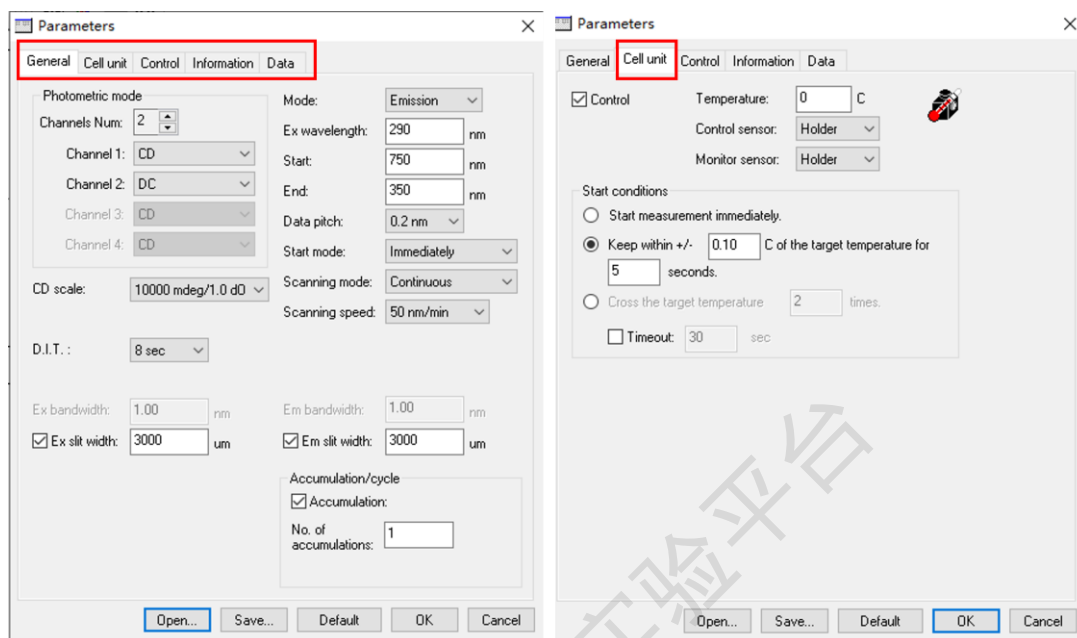 Parameters
General Cell unit Control Information Data
Photometric mode
Channels Num: 2
Channel 1: CD
Channel 2: DC
Channel 3: CD
Channel 4: CD
CD scale: 10000 mdeg/1.0 dO
D.I.T. : 8 sec
Mode: Emission
Ex wavelength: 290 nm
Start: 750 nm
End: 350 nm
Data pitch: 0.2 nm
Start mode: Immediately
Scanning mode: Continuous
Scanning speed: 50 nm/min
Ex bandwidth: 1.00 nm
Em bandwidth: 1.00 nm
Ex slit width: 3000 um
Em slit width: 3000 um
Accumulation/cycle
Accumulation:
No. of
accumulations: 1
Open... Save... Default OK Cancel
Parameters
General Cell unit Control Information Data
Control
Temperature: 0 C
Control sensor: Holder
Monitor sensor: Holder
Start conditions
Start measurement immediately.
Keep within +/- 0.10 C of the target temperature for
5 seconds.
Cross the target temperature 2 times.
Timeout: 30 sec
Open... Save... Default OK Cancel
实验平台